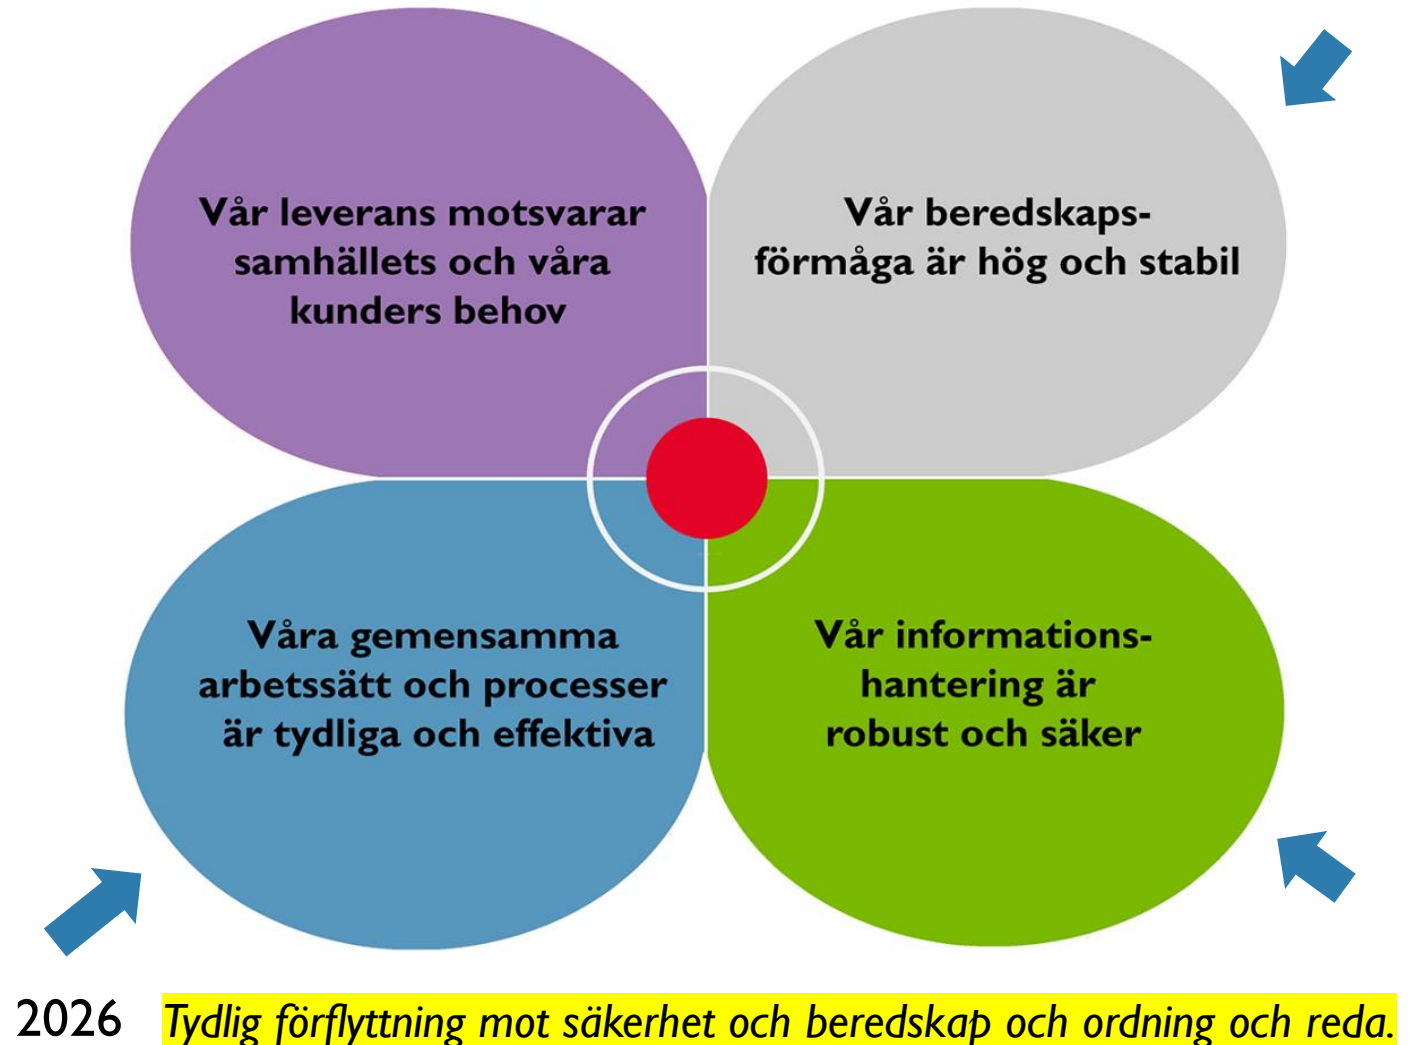 Vår leverans motsvarar
samhällets och våra
kunders behov
Vår beredskaps-
förmåga är hög och stabil
Våra gemensamma
arbetssätt och processer
är tydliga och effektiva
Vår informations-
hantering är
robust och säker
2026 Tydlig förflyttning mot säkerhet och beredskap och ordning och reda.